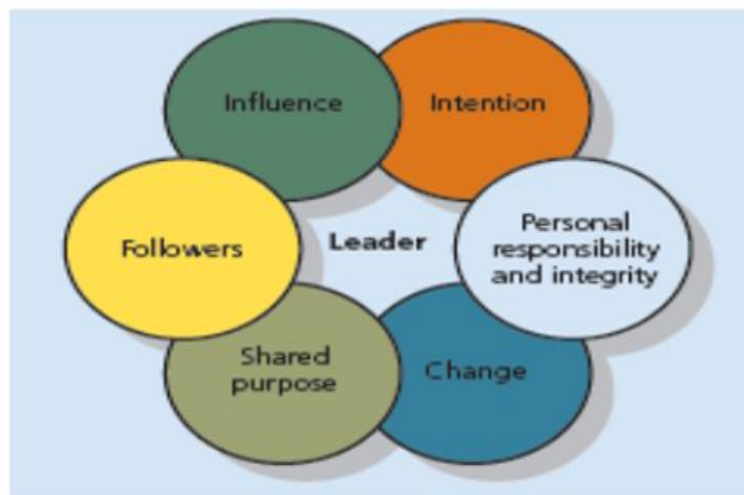 Influence
Intention
Followers
Leader
Personal
responsibility
and integrity
Shared
purpose
Change